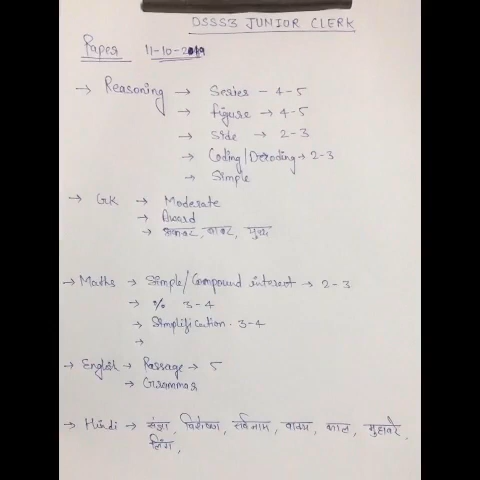 DSSSB JUNIOR CLERK
Paper 11-10-2019
→ Reasoning → Series - 4-5
→ figure → 4-5
→ Side → 2-3
→ Coding/Decoding → 2-3
→ Simple
→ GK → Moderate
→ Award
→ अकबर, बाबर,
→ Maths → Simple/Compound interest → 2-3
→ % 3-4
→ Simplification. 3-4
→
→ English → Passage → 5
→ Grammar
→ Hindi → संज्ञा, विशेषण, सर्वनाम, वाक्य, काल, मुहावरे,
लिंग,